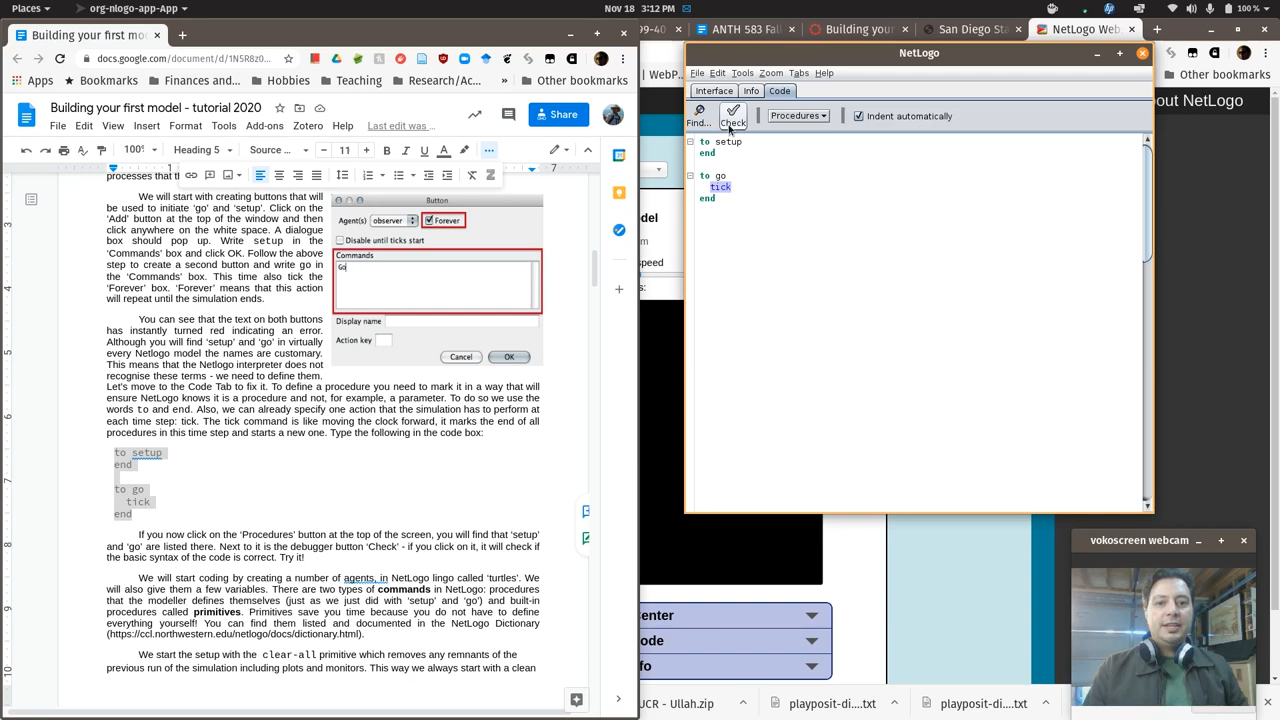 Places
org-nlogo-app-App
Nov 18 3:12 PM
100 %
Building your first mo
docs.google.com/document/d/1N5R8z0...
Apps
Bookmarks
Finances and...
Hobbies
Teaching
Research/Ac...
Other bookmarks
Building your first model - tutorial 2020
File Edit View Insert Format Tools Add-ons Zotero Help Last edit was...
Share
100% Heading 5 Source ... 11
processes that th
We will start with creating buttons that will
be used to initiate 'go' and 'setup'. Click on the
'Add' button at the top of the window and then
click anywhere on the white space. A dialogue
box should pop up. Write setup in the
'Commands' box and click OK. Follow the above
step to create a second button and write go in
the 'Commands' box. This time also tick the
'Forever' box. 'Forever' means that this action
will repeat until the simulation ends.
Button
Agent(s) observer Forever
Disable until ticks start
Commands
Go
Display name
Action key
Cancel OK
You can see that the text on both buttons
has instantly turned red indicating an error.
Although you will find 'setup' and 'go' in virtually
every Netlogo model the names are customary.
This means that the Netlogo interpreter does not
recognise these terms - we need to define them.
Let's move to the Code Tab to fix it. To define a procedure you need to mark it in a way that will
ensure NetLogo knows it is a procedure and not, for example, a parameter. To do so we use the
words to and end. Also, we can already specify one action that the simulation has to perform at
each time step: tick. The tick command is like moving the clock forward, it marks the end of all
procedures in this time step and starts a new one. Type the following in the code box:
to setup
end
to go
tick
end
If you now click on the 'Procedures' button at the top of the screen, you will find that 'setup'
and 'go' are listed there. Next to it is the debugger button 'Check' - if you click on it, it will check if
the basic syntax of the code is correct. Try it!
We will start coding by creating a number of agents, in NetLogo lingo called 'turtles'. We
will also give them a few variables. There are two types of commands in NetLogo: procedures
that the modeller defines themselves (just as we just did with 'setup' and 'go') and built-in
procedures called primitives. Primitives save you time because you do not have to define
everything yourself! You can find them listed and documented in the NetLogo Dictionary
(https://ccl.northwestern.edu/netlogo/docs/dictionary.html).
We start the setup with the clear-all primitive which removes any remnants of the
previous run of the simulation including plots and monitors. This way we always start with a clean
99-40
ANTH 583 Fal
Building your
San Diego St
NetLogo Web
WebP
Other bookmarks
out NetLogo
NetLogo
File Edit Tools Zoom Tabs Help
Interface Info Code
Find... Check Procedures Indent automatically
to setup
end
to go
tick
end
del
m
speed
s:
enter
ode
fo
vokoscreen webcam
JCR - Ullah.zip
playposit-di....txt
playposit-di....txt